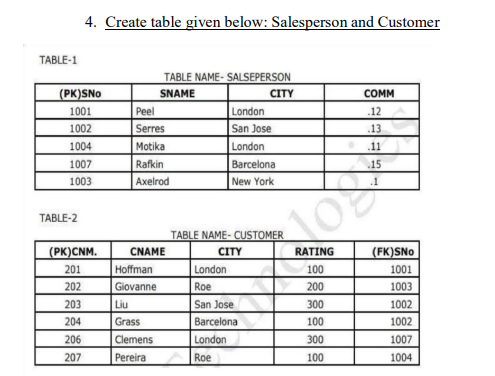 4. Create table given below: Salesperson and Customer
TABLE-1
TABLE NAME- SALSEPERSON
(PK)SNo SNAME CITY COMM
1001 Peel London .12
1002 Serres San Jose .13
1004 Motika London .11
1007 Rafkin Barcelona .15
1003 Axelrod New York .1
TABLE-2
TABLE NAME- CUSTOMER
(PK)CNM. CNAME CITY RATING (FK)SNo
201 Hoffman London 100 1001
202 Giovanne Roe 200 1003
203 Liu San Jose 300 1002
204 Grass Barcelona 100 1002
206 Clemens London 300 1007
207 Pereira Roe 100 1004
Technologies